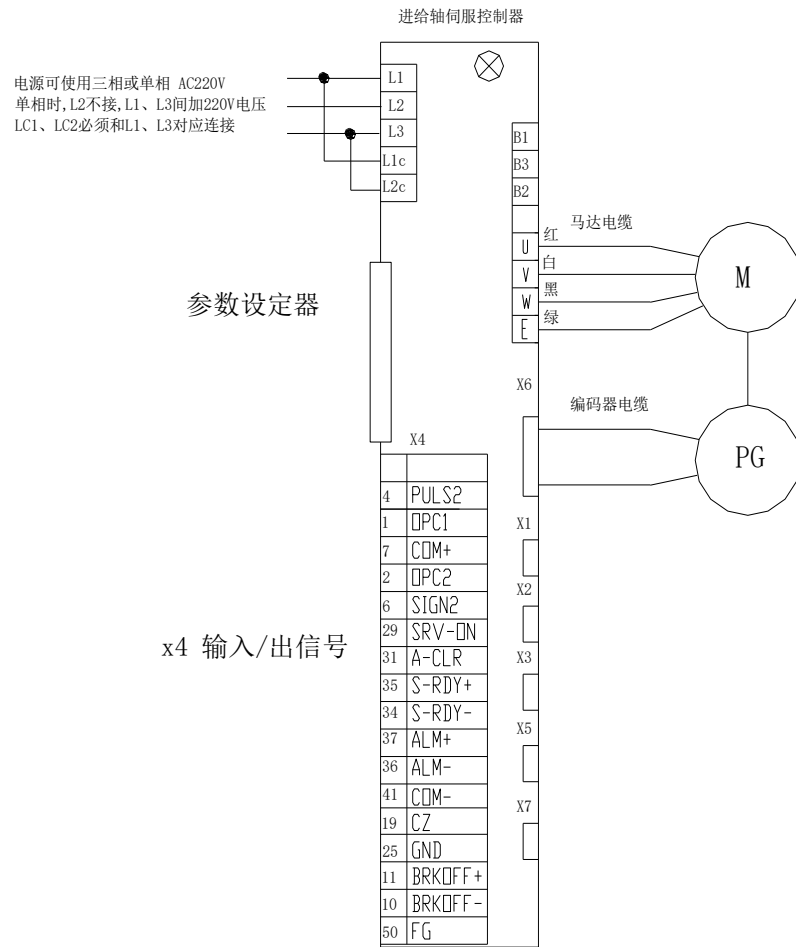 进给轴伺服控制器
电源可使用三相或单相 AC220V
单相时,L2不接,L1、L3间加220V电压
LC1、LC2必须和L1、L3对应连接
L1
L2
L3
L1c
L2c
B1
B3
B2
马达电缆
U 红
V 白
W 黑
E 绿
M
参数设定器
X6
编码器电缆
PG
X4
4 PULS2
1 OPC1
7 COM+
2 OPC2
6 SIGN2
29 SRV-ON
31 A-CLR
35 S-RDY+
34 S-RDY-
37 ALM+
36 ALM-
41 COM-
19 CZ
25 GND
11 BRKOFF+
10 BRKOFF-
50 FG
x4 输入/出信号
X1
X2
X3
X5
X7